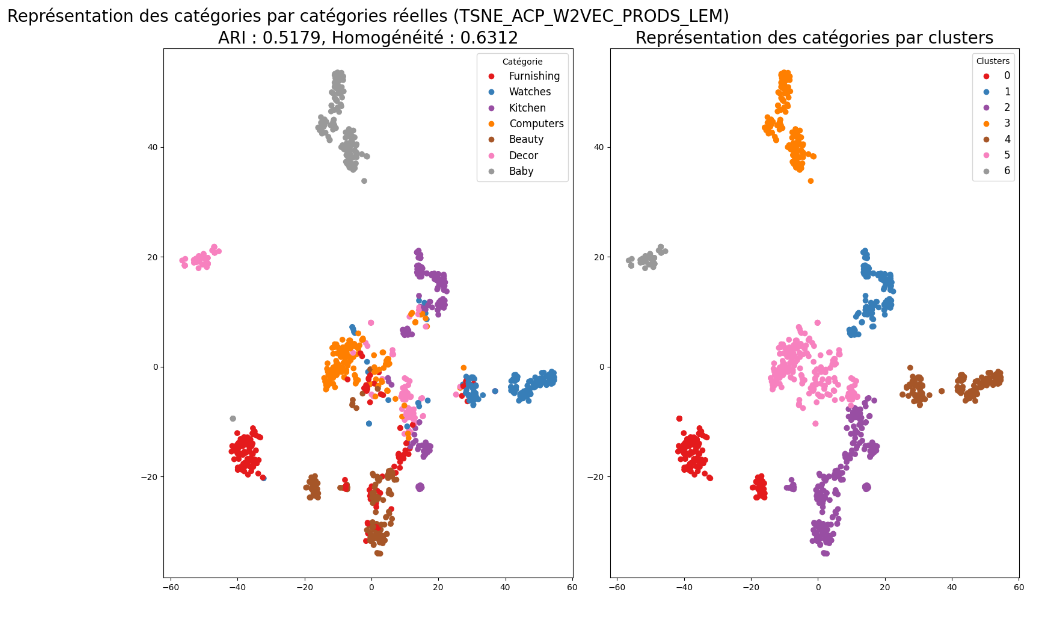 Représentation des catégories par catégories réelles (TSNE_ACP_W2VEC_PRODS_LEM)
ARI : 0.5179, Homogénéité : 0.6312
Catégorie
Furnishing
Watches
Kitchen
Computers
Beauty
Decor
Baby
40
20
0
−20
−60
−40
−20
0
20
40
60
Représentation des catégories par clusters
Clusters
0
1
2
3
4
5
6
40
20
0
−20
−60
−40
−20
0
20
40
60